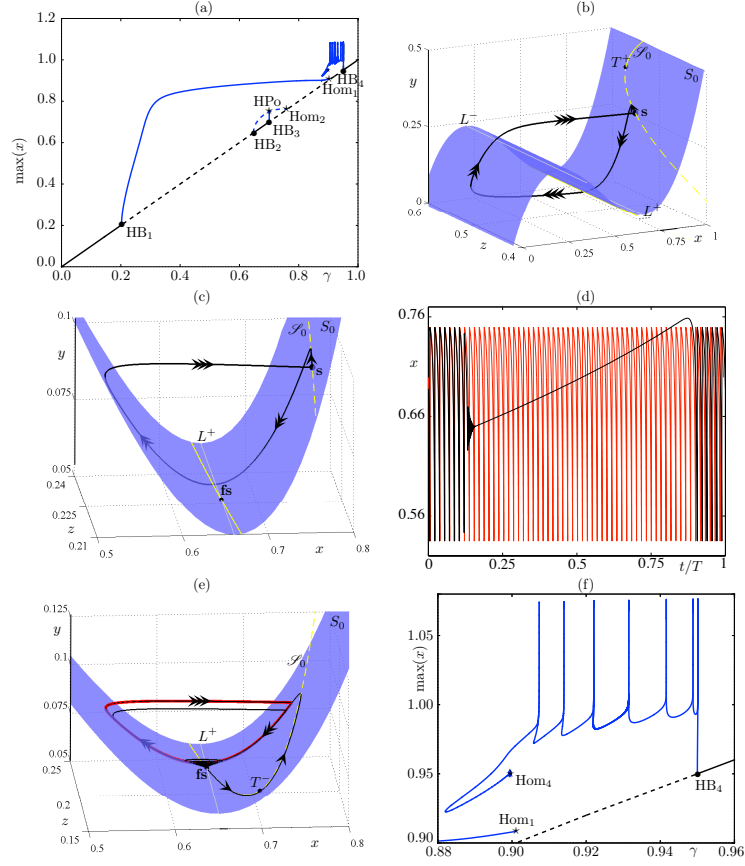 (a)
1.2
1.0
0.8
0.6
0.4
0.2
0.0
max(x)
0.0
0.2
0.4
0.6
0.8
γ
1.0
HB1
HB2
HB3
HB4
HPo
Hom1
Hom2
(b)
0.5
0.25
0
y
0.6
0.5
0.4
z
0
0.25
0.5
0.75
x
1
L−
L+
𝒮0
S0
s
(c)
0.1
0.075
0.05
y
0.24
0.225
0.21
z
0.5
0.6
0.7
x
0.8
𝒮0
S0
s
L+
fs
(d)
0.76
0.66
0.56
x
0
0.25
0.5
0.75
t/T
1
(e)
0.125
0.1
0.075
0.05
y
0.25
0.2
0.15
z
0.5
0.6
0.7
x
0.8
S0
𝒮0
L+
fs
T−
(f)
1.05
1.00
0.95
0.90
max(x)
0.88
0.90
0.92
0.94
γ
0.96
Hom4
Hom1
HB4